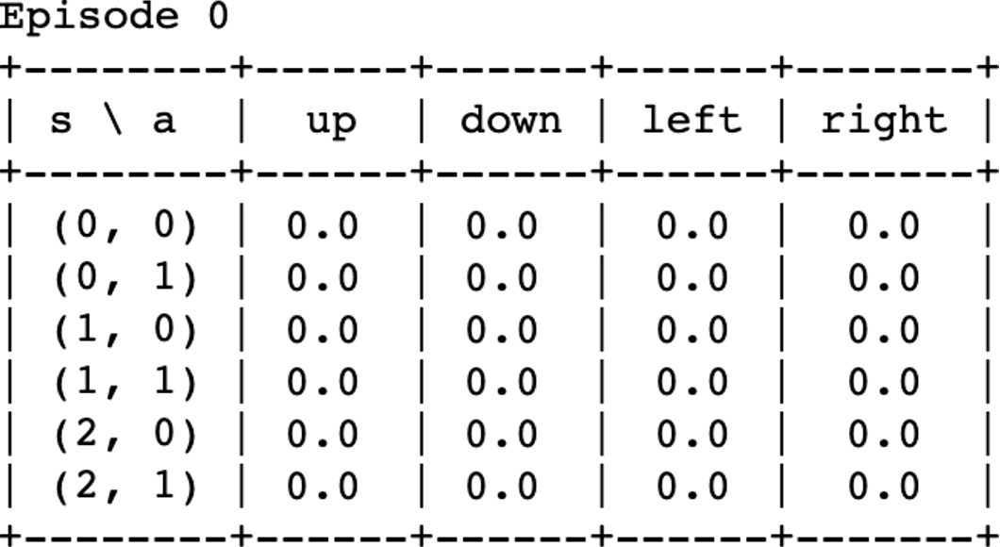 Episode 0
+--------+------+------+------+-------+
| s \ a  |  up  | down | left | right |
+--------+------+------+------+-------+
| (0, 0) | 0.0  | 0.0  | 0.0  | 0.0 |
| (0, 1) | 0.0  | 0.0  | 0.0  | 0.0 |
| (1, 0) | 0.0  | 0.0  | 0.0  | 0.0 |
| (1, 1) | 0.0  | 0.0  | 0.0  | 0.0 |
| (2, 0) | 0.0  | 0.0  | 0.0  | 0.0 |
| (2, 1) | 0.0  | 0.0  | 0.0  | 0.0 |
+--------+------+------+------+-------+